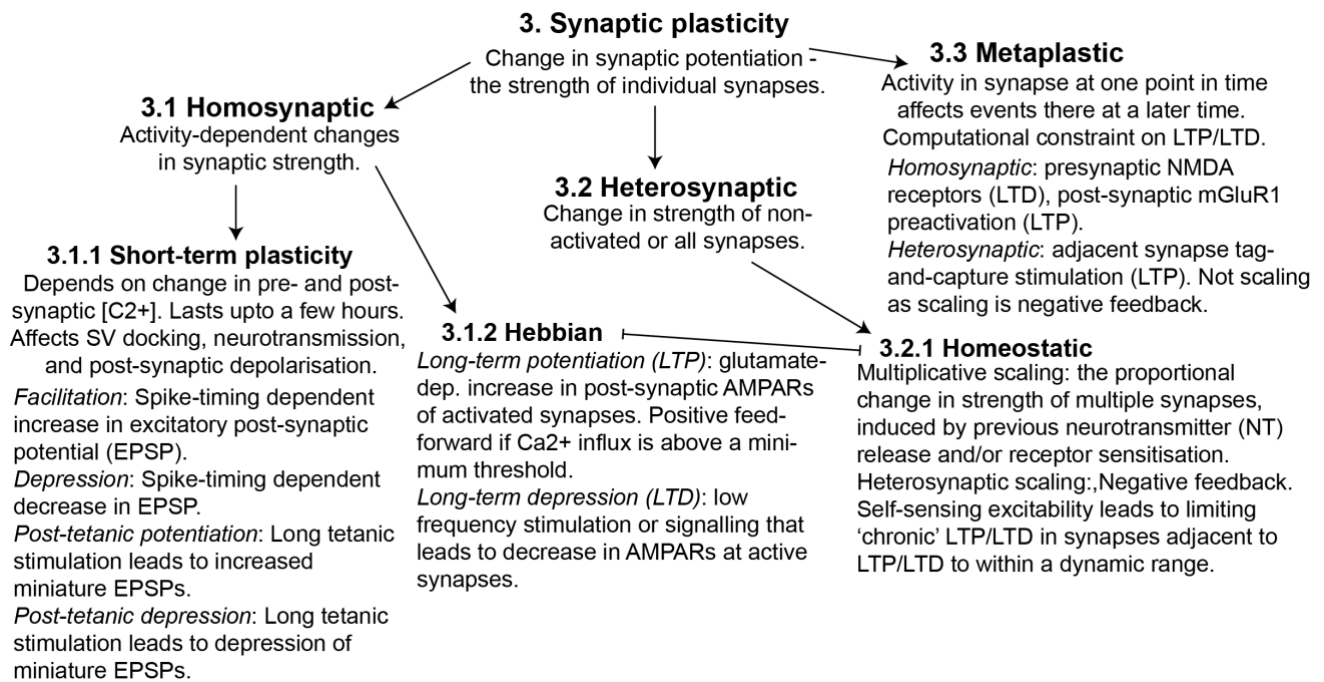 3. Synaptic plasticity
Change in synaptic potentiation -
the strength of individual synapses.
3.1 Homosynaptic
Activity-dependent changes
in synaptic strength.
3.1.1 Short-term plasticity
Depends on change in pre- and post-
synaptic [C2+]. Lasts upto a few hours.
Affects SV docking, neurotransmission,
and post-synaptic depolarisation.
Facilitation: Spike-timing dependent
increase in excitatory post-synaptic
potential (EPSP).
Depression: Spike-timing dependent
decrease in EPSP.
Post-tetanic potentiation: Long tetanic
stimulation leads to increased
miniature EPSPs.
Post-tetanic depression: Long tetanic
stimulation leads to depression of
miniature EPSPs.
3.1.2 Hebbian
Long-term potentiation (LTP): glutamate-
dep. increase in post-synaptic AMPARs
of activated synapses. Positive feed-
forward if Ca2+ influx is above a mini-
mum threshold.
Long-term depression (LTD): low
frequency stimulation or signalling that
leads to decrease in AMPARs at active
synapses.
3.2 Heterosynaptic
Change in strength of non-
activated or all synapses.
3.2.1 Homeostatic
Multiplicative scaling: the proportional
change in strength of multiple synapses,
induced by previous neurotransmitter (NT)
release and/or receptor sensitisation.
Heterosynaptic scaling:,Negative feedback.
Self-sensing excitability leads to limiting
‘chronic’ LTP/LTD in synapses adjacent to
LTP/LTD to within a dynamic range.
3.3 Metaplastic
Activity in synapse at one point in time
affects events there at a later time.
Computational constraint on LTP/LTD.
Homosynaptic: presynaptic NMDA
receptors (LTD), post-synaptic mGluR1
preactivation (LTP).
Heterosynaptic: adjacent synapse tag-
and-capture stimulation (LTP). Not scaling
as scaling is negative feedback.